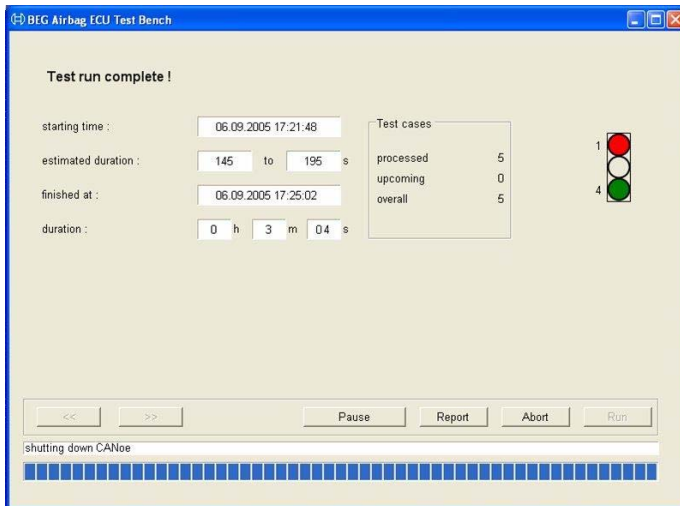 BEG Airbag ECU Test Bench
Test run complete !
starting time : 06.09.2005 17:21:48
estimated duration : 145 to 195 s
finished at : 06.09.2005 17:25:02
duration : 0 h 3 m 04 s
Test cases
processed 5
upcoming 0
overall 5
1
4
<< >> Pause Report Abort Run
shutting down CANoe